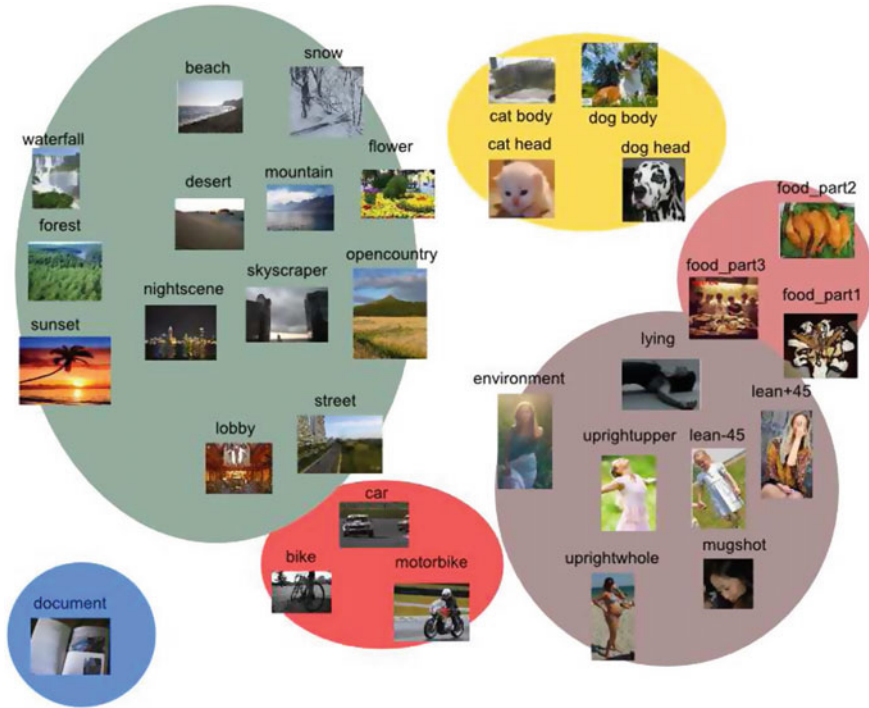 snow
beach
cat body
dog body
waterfall
flower
cat head
dog head
desert
mountain
food_part2
forest
opencountry
skyscraper
food_part3
nightscene
food_part1
sunset
lying
environment
lean+45
street
uprightupper
lean-45
lobby
car
mugshot
bike
motorbike
uprightwhole
document